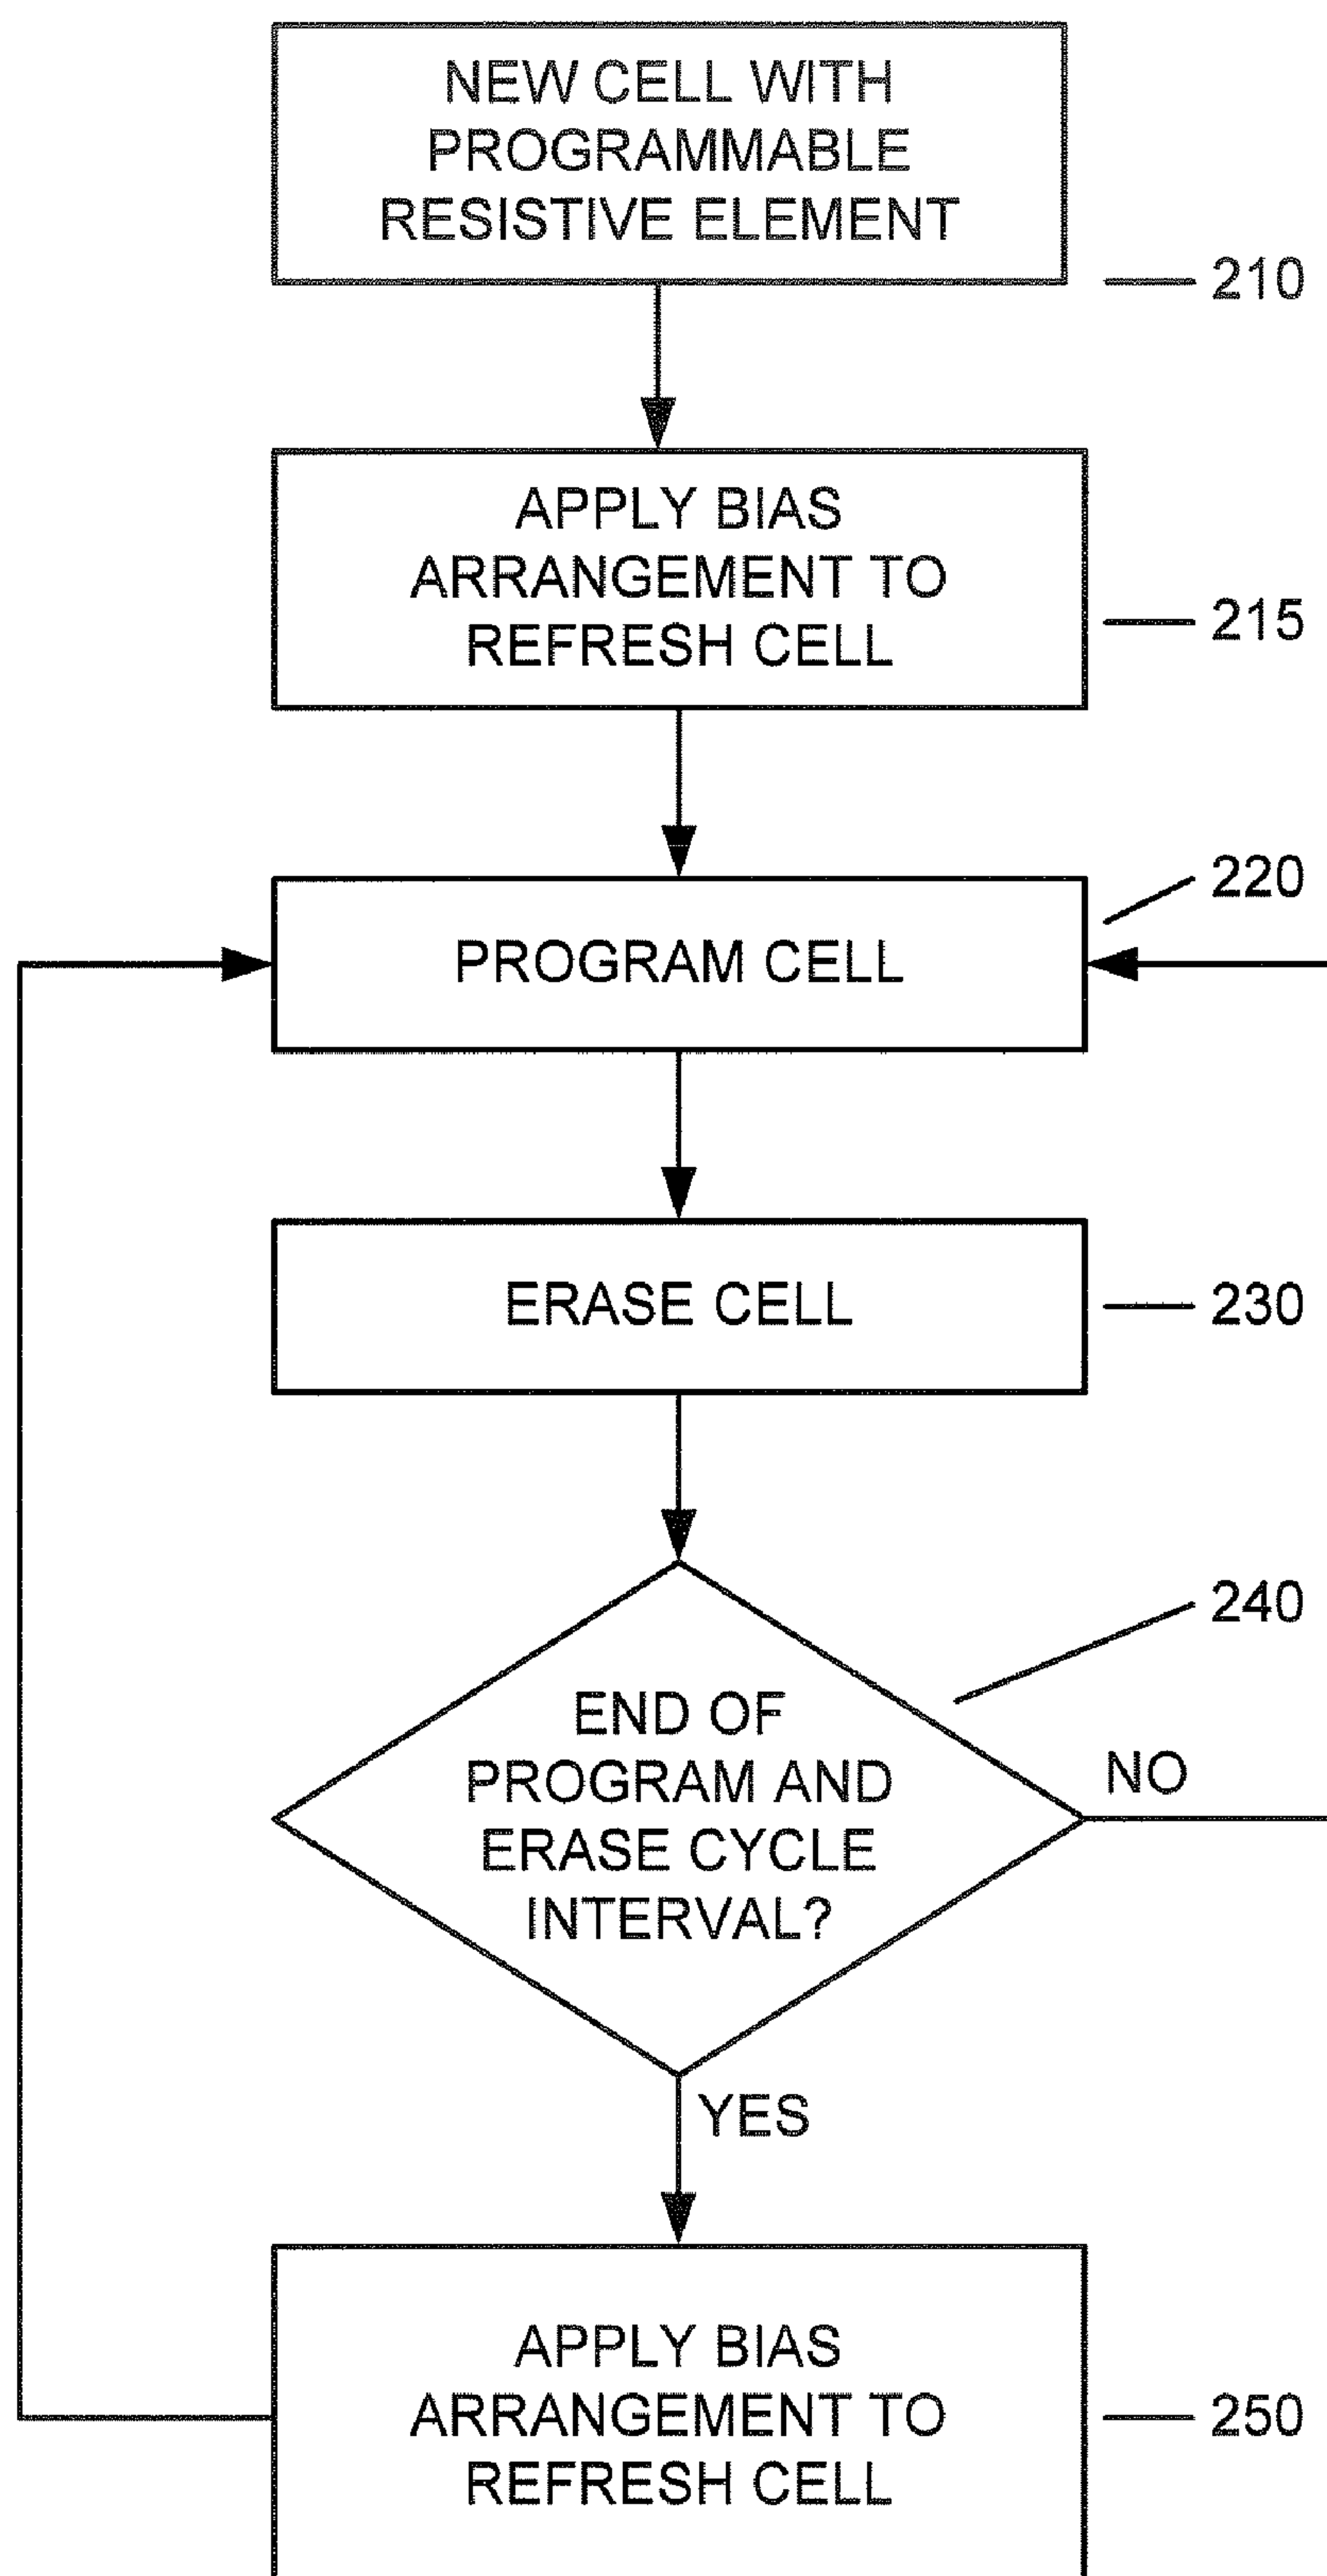 NEW CELL WITH
PROGRAMMABLE
RESISTIVE ELEMENT
210
APPLY BIAS
ARRANGEMENT TO
REFRESH CELL
215
220
PROGRAM CELL
ERASE CELL
230
240
END OF
PROGRAM AND
ERASE CYCLE
INTERVAL?
NO
YES
APPLY BIAS
ARRANGEMENT TO
REFRESH CELL
250